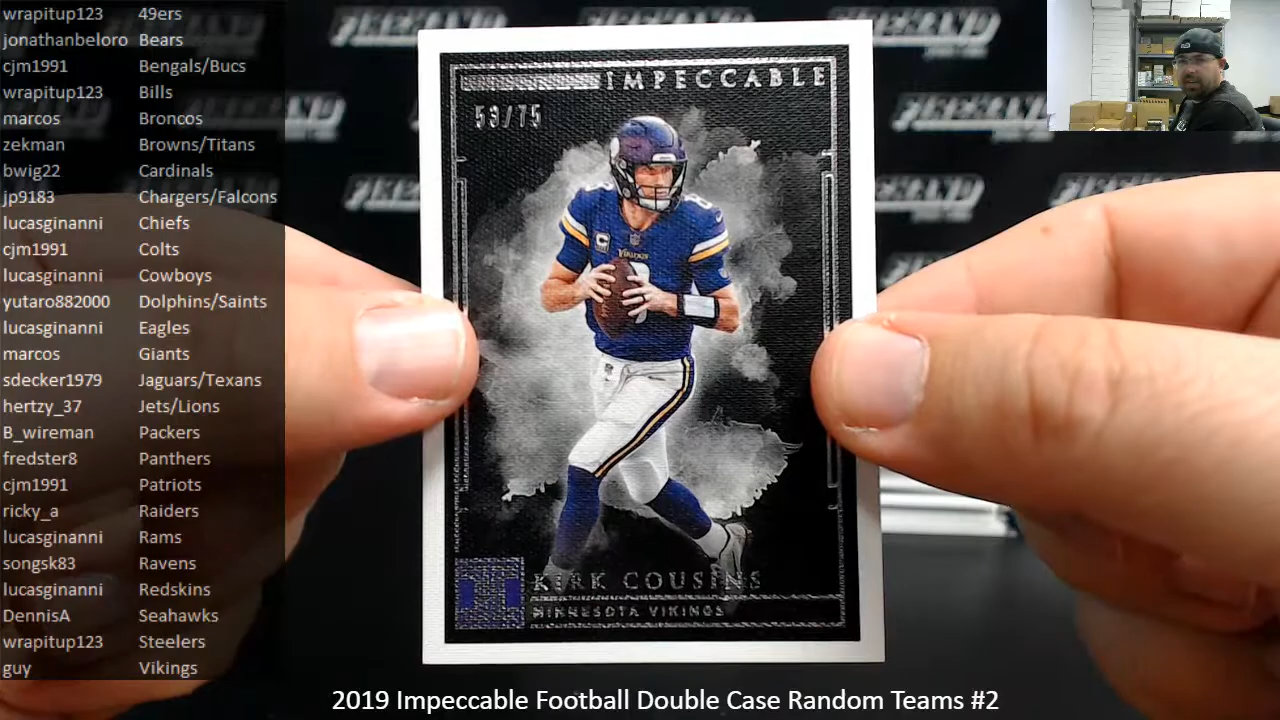 wrapitup123 49ers
jonathanbeloro Bears
cjm1991 Bengals/Bucs
wrapitup123 Bills
marcos Broncos
zekman Browns/Titans
bwig22 Cardinals
jp9183 Chargers/Falcons
lucasginanni Chiefs
cjm1991 Colts
lucasginanni Cowboys
yutaro882000 Dolphins/Saints
lucasginanni Eagles
marcos Giants
sdecker1979 Jaguars/Texans
hertzy_37 Jets/Lions
B_wireman Packers
fredster8 Panthers
cjm1991 Patriots
ricky_a Raiders
lucasginanni Rams
songsk83 Ravens
lucasginanni Redskins
DennisA Seahawks
wrapitup123 Steelers
guy Vikings
IMPECCABLE
53/75
VIKINGS
KIRK COUSINS
MINNESOTA VIKINGS
2019 Impeccable Football Double Case Random Teams #2